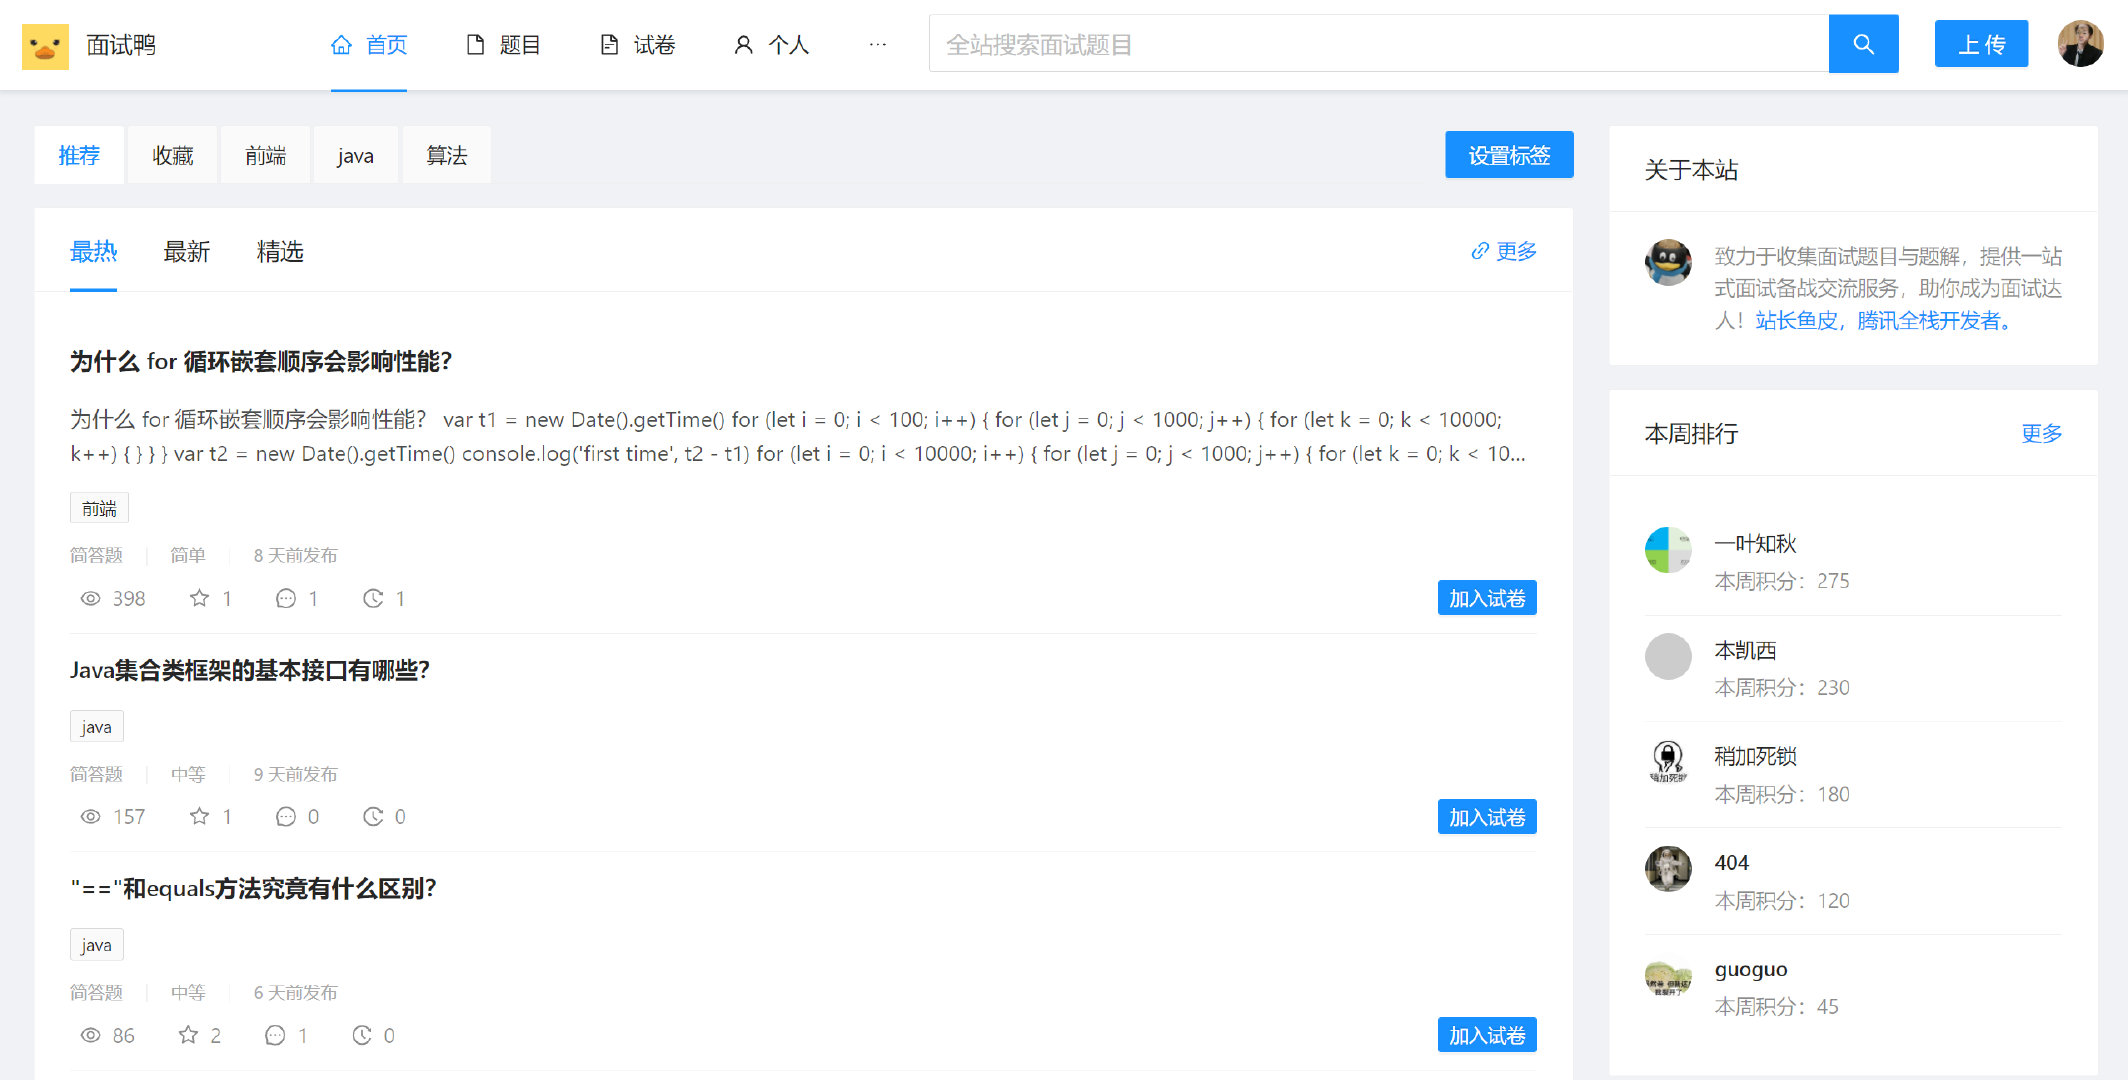 面试鸭
首页
题目
试卷
个人
···
全站搜索面试题目
上传
推荐
收藏
前端
java
算法
设置标签
最热
最新
精选
更多
为什么 for 循环嵌套顺序会影响性能？
为什么 for 循环嵌套顺序会影响性能？ var t1 = new Date().getTime() for (let i = 0; i < 100; i++) { for (let j = 0; j < 1000; j++) { for (let k = 0; k < 10000;
k++) { } } } var t2 = new Date().getTime() console.log('first time', t2 - t1) for (let i = 0; i < 10000; i++) { for (let j = 0; j < 1000; j++) { for (let k = 0; k < 10...
前端
简答题 简单 8 天前发布
398 1 1 1
加入试卷
Java集合类框架的基本接口有哪些？
java
简答题 中等 9 天前发布
157 1 0 0
加入试卷
"=="和equals方法究竟有什么区别？
java
简答题 中等 6 天前发布
86 2 1 0
加入试卷
关于本站
致力于收集面试题目与题解，提供一站
式面试备战交流服务，助你成为面试达
人！站长鱼皮，腾讯全栈开发者。
本周排行
更多
一叶知秋
本周积分：275
本凯西
本周积分：230
稍加死锁
稍加死锁
本周积分：180
404
本周积分：120
guoguo
本周积分：45